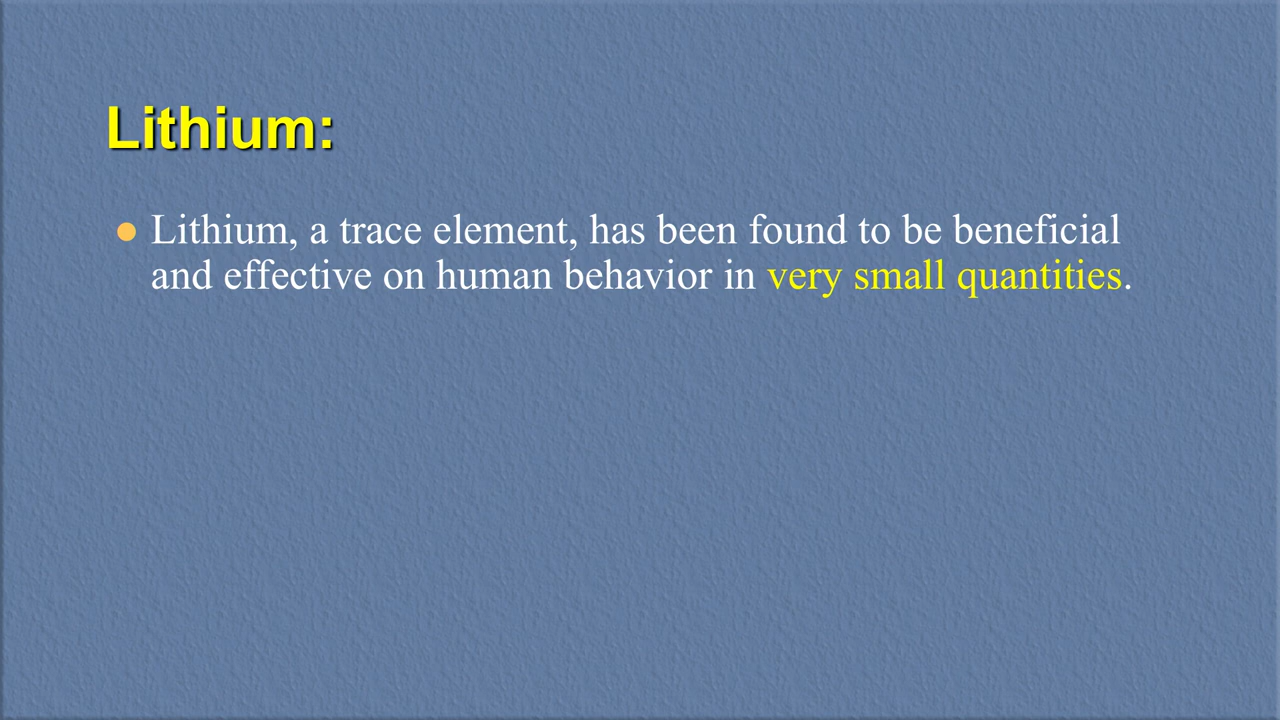 Lithium:
● Lithium, a trace element, has been found to be beneficial
and effective on human behavior in very small quantities.